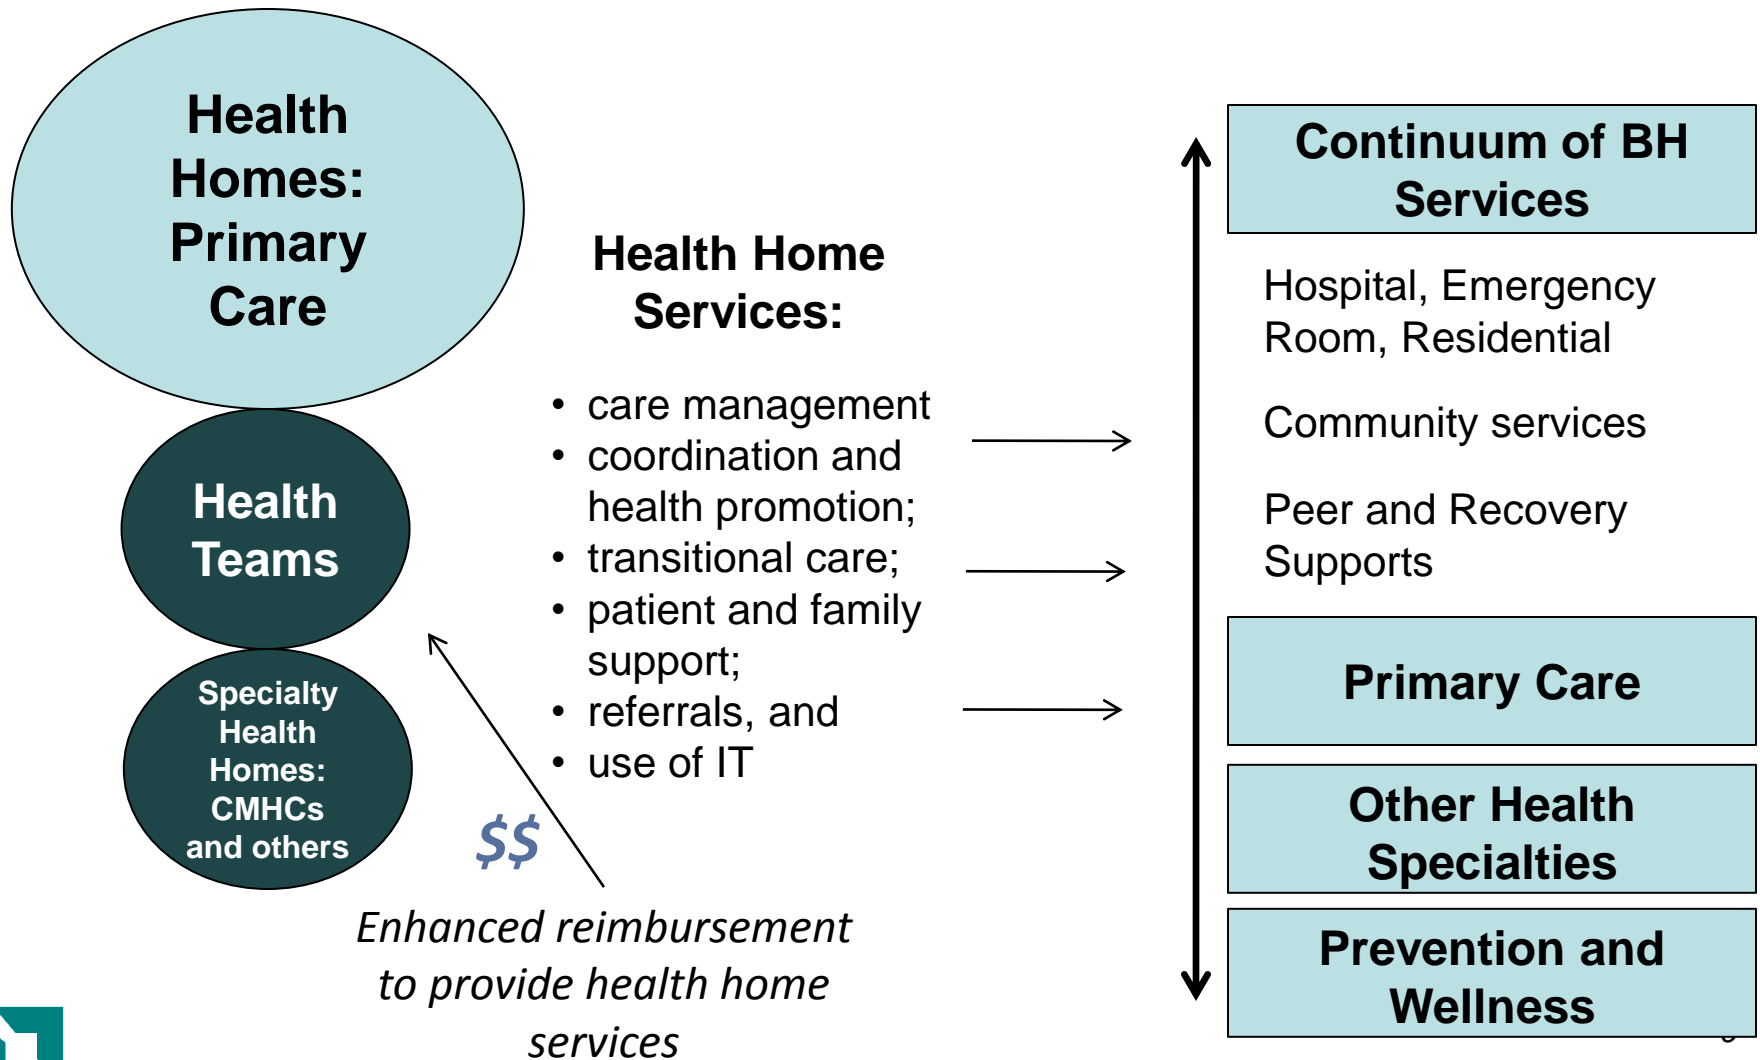 Health
Homes:
Primary
Care
Health
Teams
Specialty
Health
Homes:
CMHCs
and others
Health Home
Services:
• care management
• coordination and
health promotion;
• transitional care;
• patient and family
support;
• referrals, and
• use of IT
$$
Enhanced reimbursement
to provide health home
services
Continuum of BH
Services
Hospital, Emergency
Room, Residential
Community services
Peer and Recovery
Supports
Primary Care
Other Health
Specialties
Prevention and
Wellness